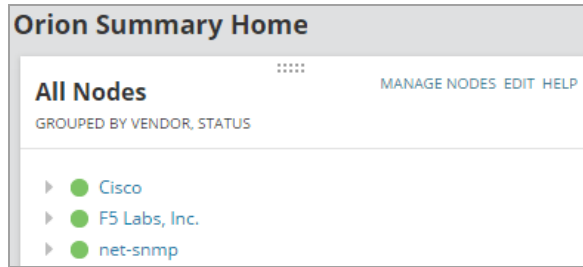 Orion Summary Home
All Nodes
MANAGE NODES EDIT HELP
GROUPED BY VENDOR, STATUS
Cisco
F5 Labs, Inc.
net-snmp